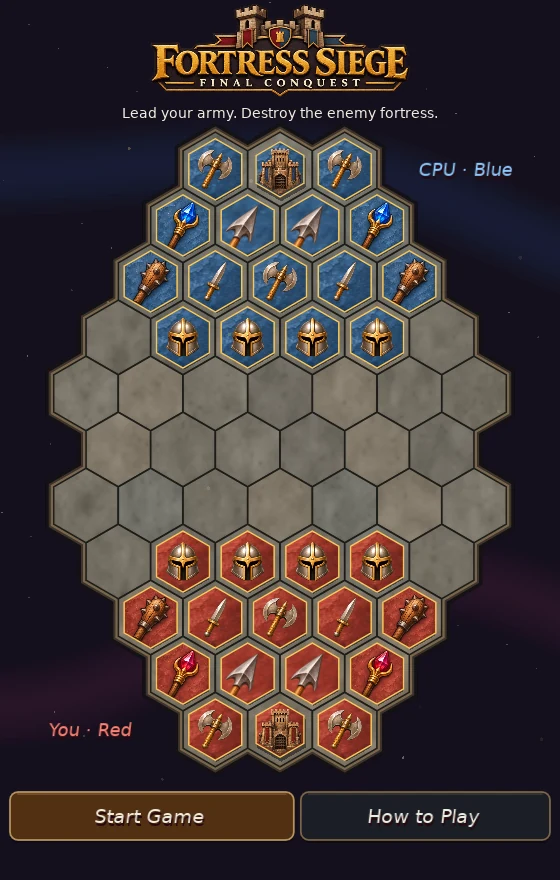 FORTRESS SIEGE
FINAL CONQUEST
Lead your army. Destroy the enemy fortress.
CPU · Blue
You · Red
Start Game
How to Play